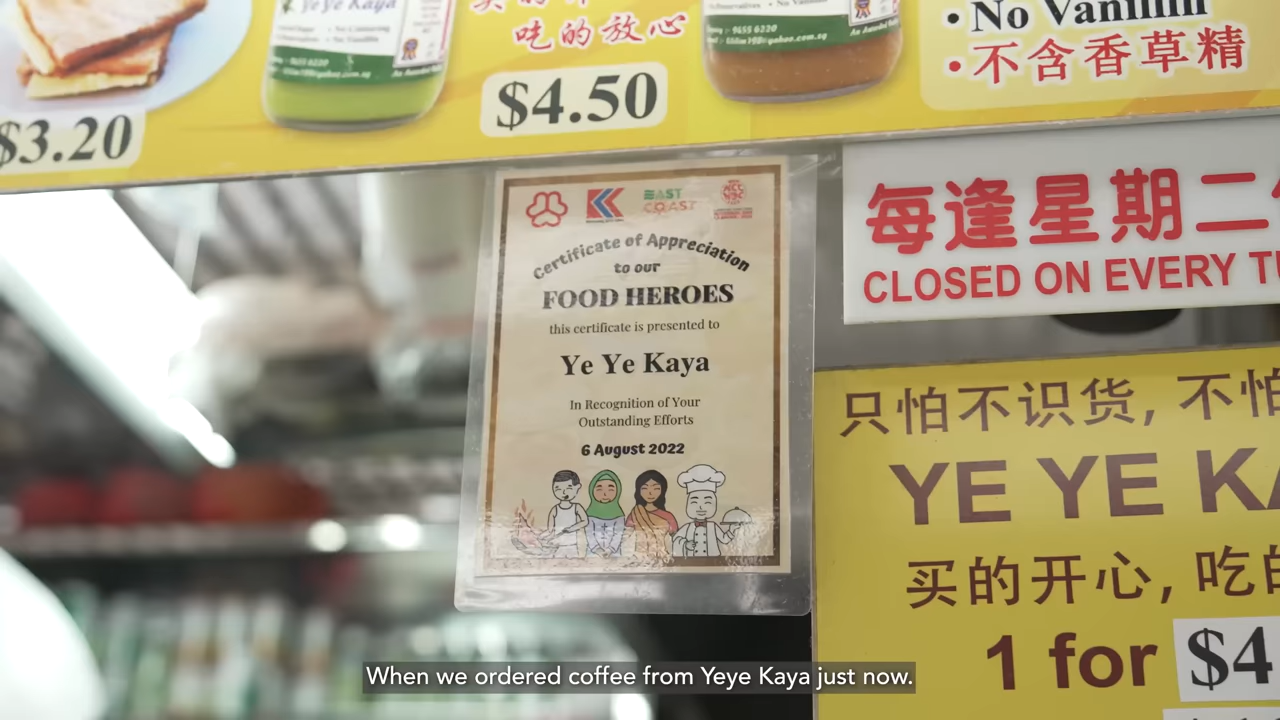 YeYe Kaya
• No Vanillin
吃的放心
• 不含香草精
$4.50
$3.20
EAST
COAST
Certificate of Appreciation
to our
FOOD HEROES
this certificate is presented to
Ye Ye Kaya
In Recognition of Your
Outstanding Efforts
6 August 2022
每逢星期二
CLOSED ON EVERY
只怕不识货, 不怕
YE YE
买的开心, 吃的
1 for $4
When we ordered coffee from Yeye Kaya just now.